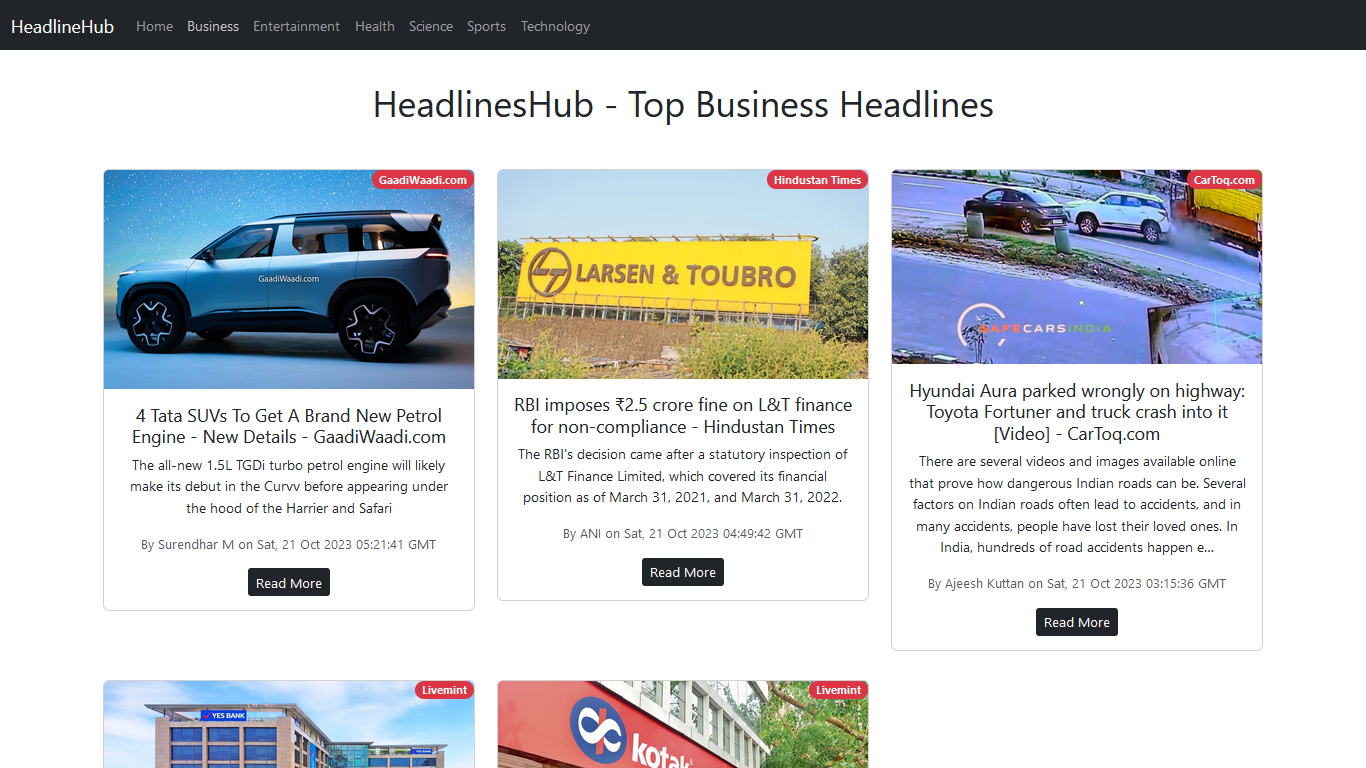 HeadlineHub Home Business Entertainment Health Science Sports Technology
HeadlinesHub - Top Business Headlines
GaadiWaadi.com
GaadiWaadi.com
4 Tata SUVs To Get A Brand New Petrol
Engine - New Details - GaadiWaadi.com
The all-new 1.5L TGDi turbo petrol engine will likely
make its debut in the Curvv before appearing under
the hood of the Harrier and Safari
By Surendhar M on Sat, 21 Oct 2023 05:21:41 GMT
Read More
Hindustan Times
LARSEN & TOUBRO
RBI imposes ₹2.5 crore fine on L&T finance
for non-compliance - Hindustan Times
The RBI's decision came after a statutory inspection of
L&T Finance Limited, which covered its financial
position as of March 31, 2021, and March 31, 2022.
By ANI on Sat, 21 Oct 2023 04:49:42 GMT
Read More
CarToq.com
SAFECARSINDIA
Hyundai Aura parked wrongly on highway:
Toyota Fortuner and truck crash into it
[Video] - CarToq.com
There are several videos and images available online
that prove how dangerous Indian roads can be. Several
factors on Indian roads often lead to accidents, and in
many accidents, people have lost their loved ones. In
India, hundreds of road accidents happen e...
By Ajeesh Kuttan on Sat, 21 Oct 2023 03:15:36 GMT
Read More
Livemint
YES BANK
YES BANK
Livemint
kotak